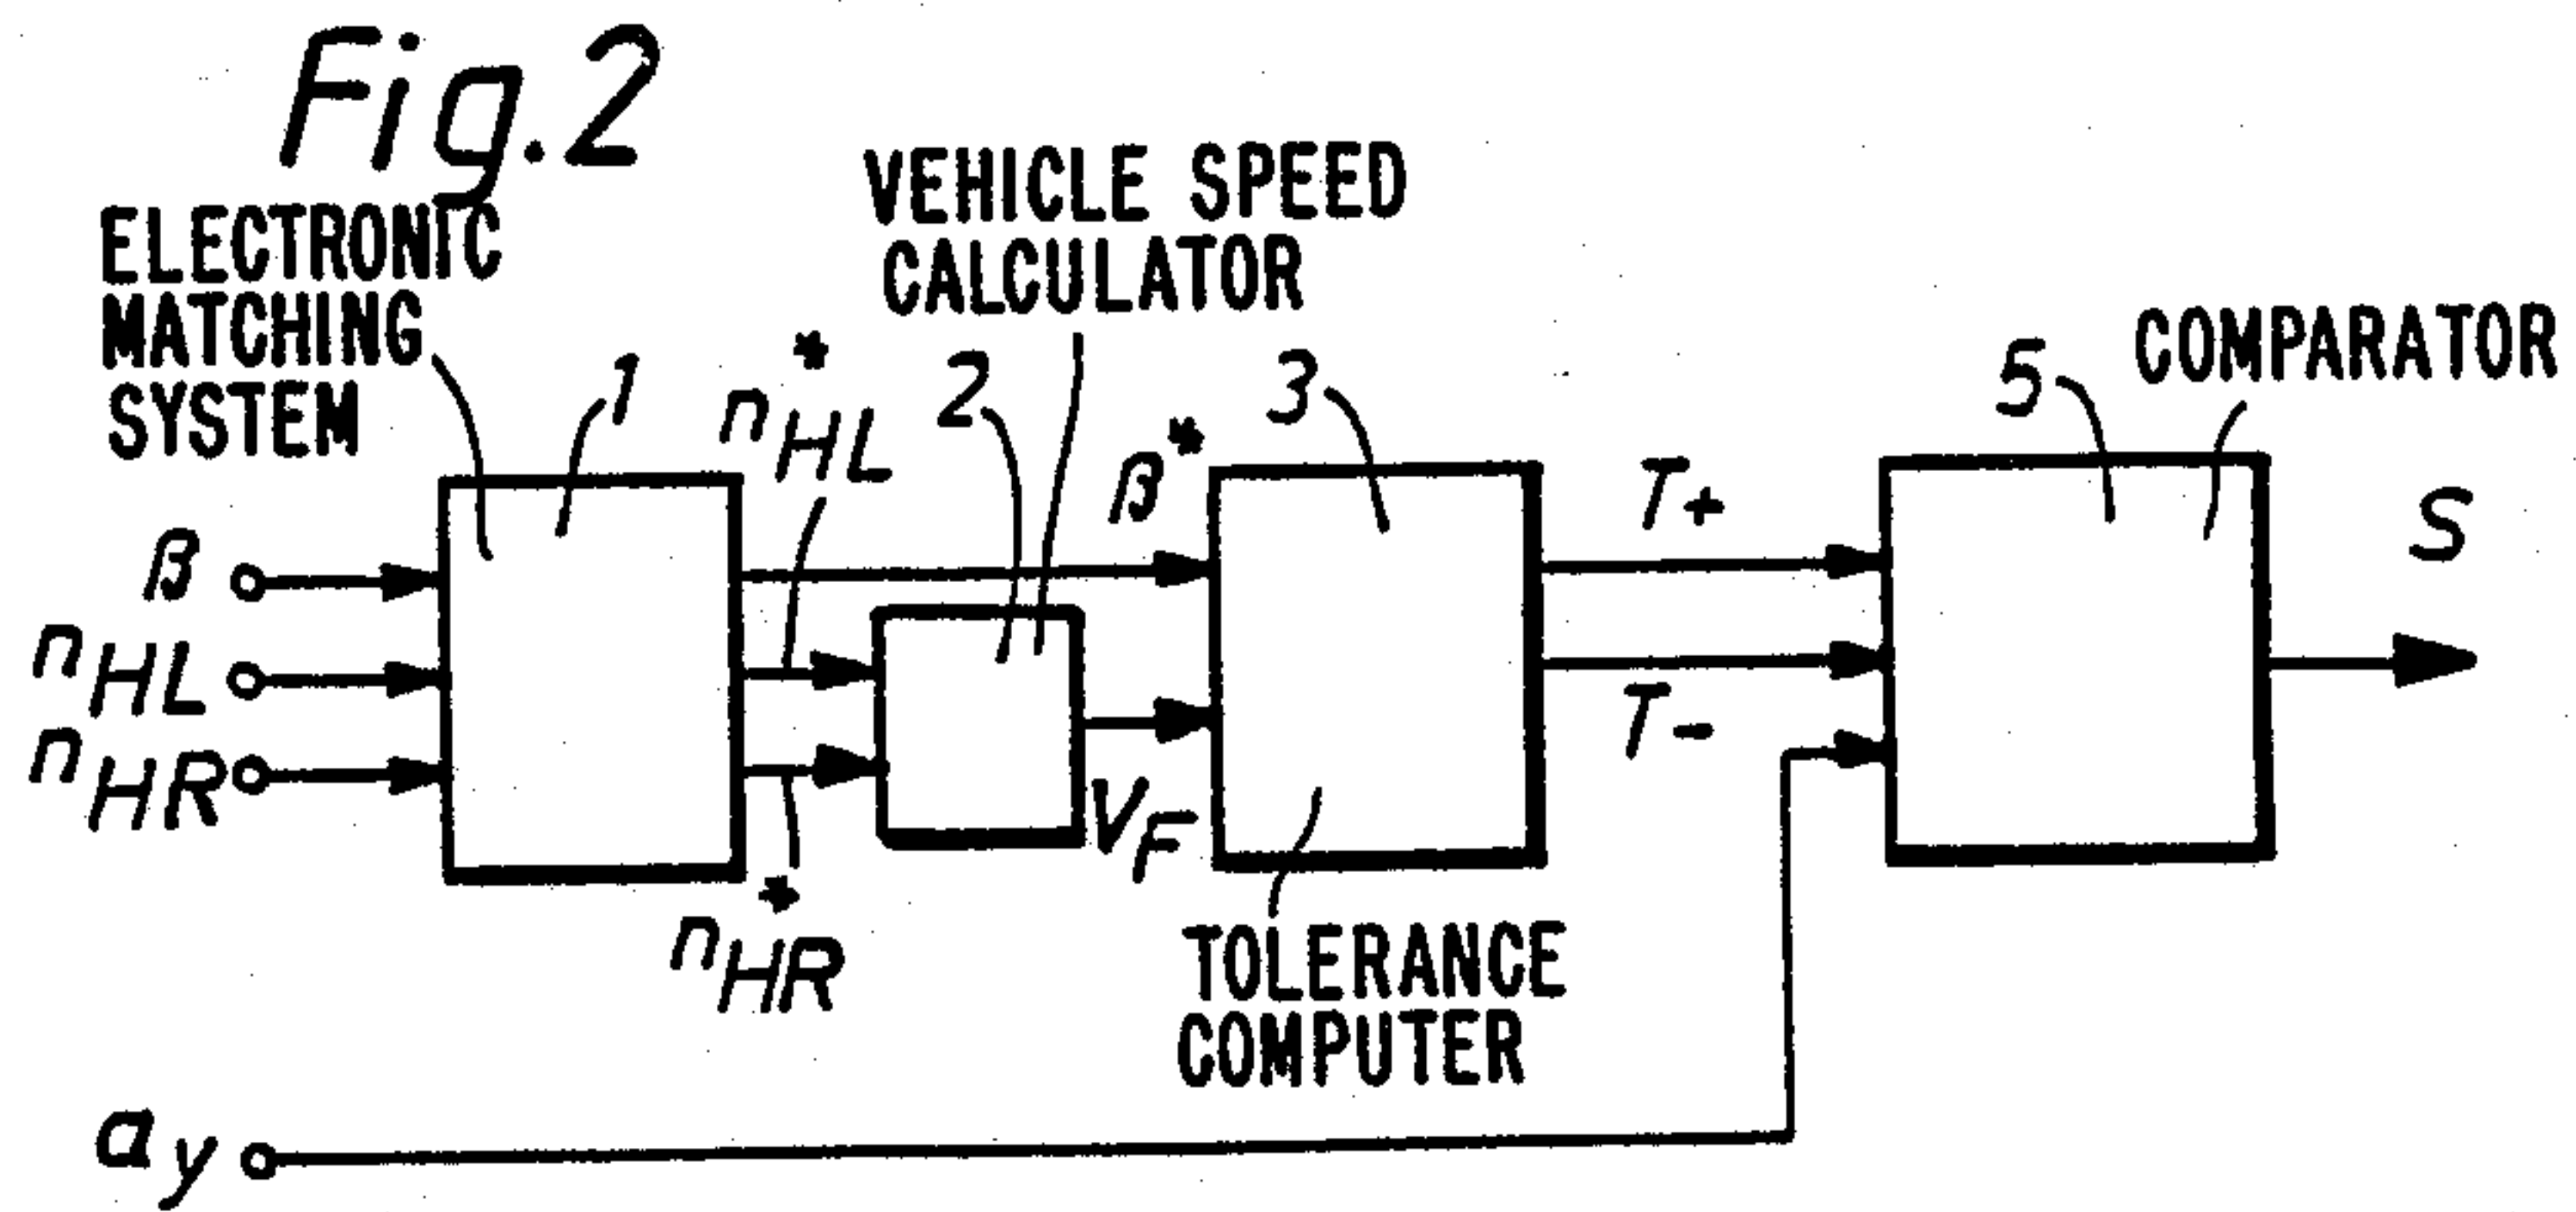 Fig.2
ELECTRONIC
MATCHING
SYSTEM
VEHICLE SPEED
CALCULATOR
COMPARATOR
1
n*HL
2
β*
3
T+
5
S
β
nHL
nHR
T-
VF
n*HR
TOLERANCE
COMPUTER
ay